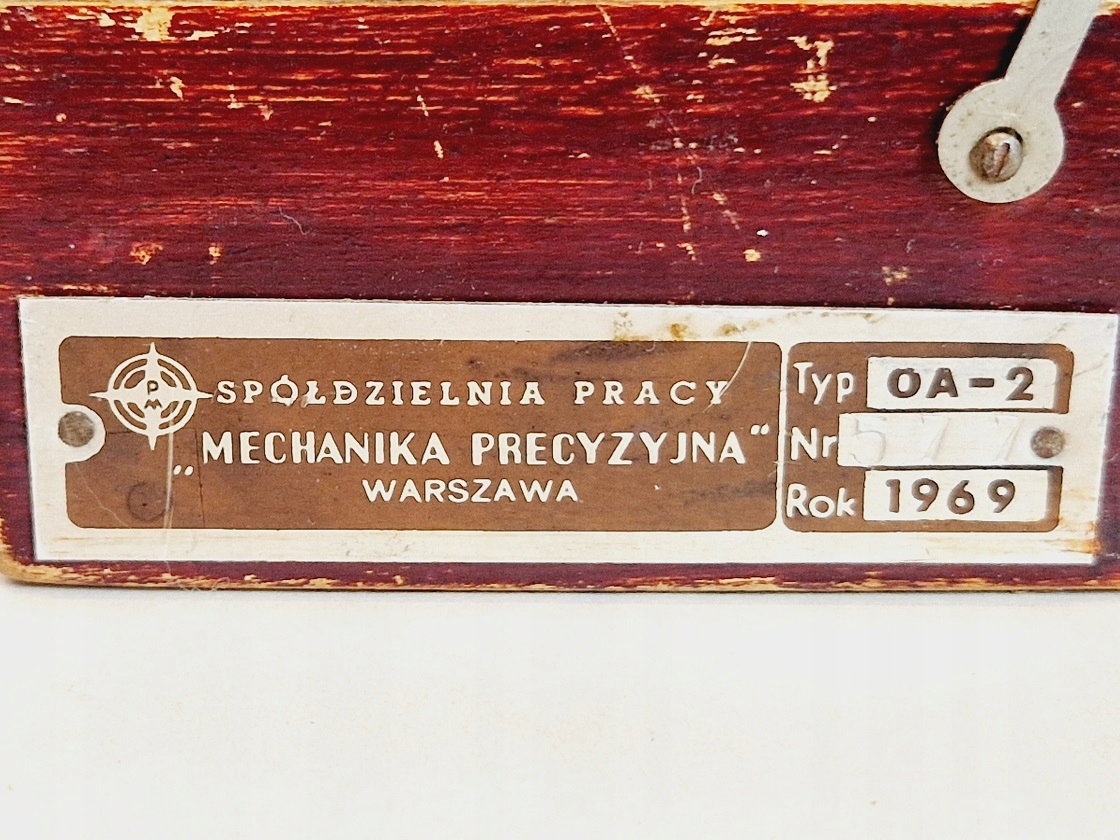 P
M
SPÓŁDZIELNIA PRACY
„MECHANIKA PRECYZYJNA“
WARSZAWA
Typ OA-2
Nr
Rok 1969